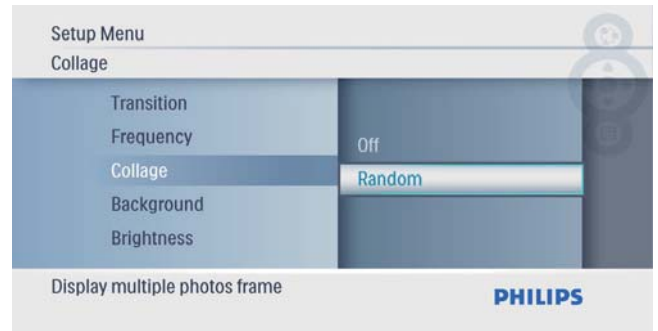 Setup Menu
Collage
Transition
Frequency
Collage
Background
Brightness
Off
Random
Display multiple photos frame
PHILIPS